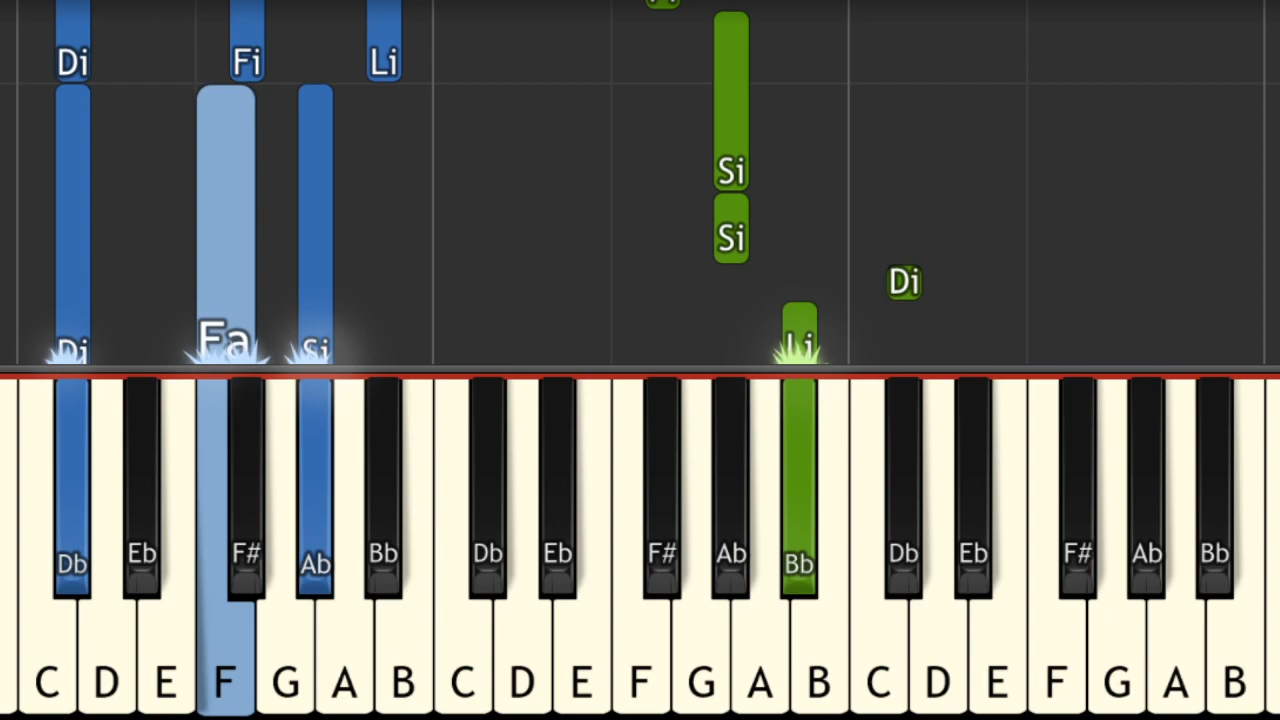 Di Fi Li
Si
Si
Di
Di Fa Si Li
Db Eb F# Ab Bb Db Eb F# Ab Bb Db Eb F# Ab Bb
C D E F G A B C D E F G A B C D E F G A B